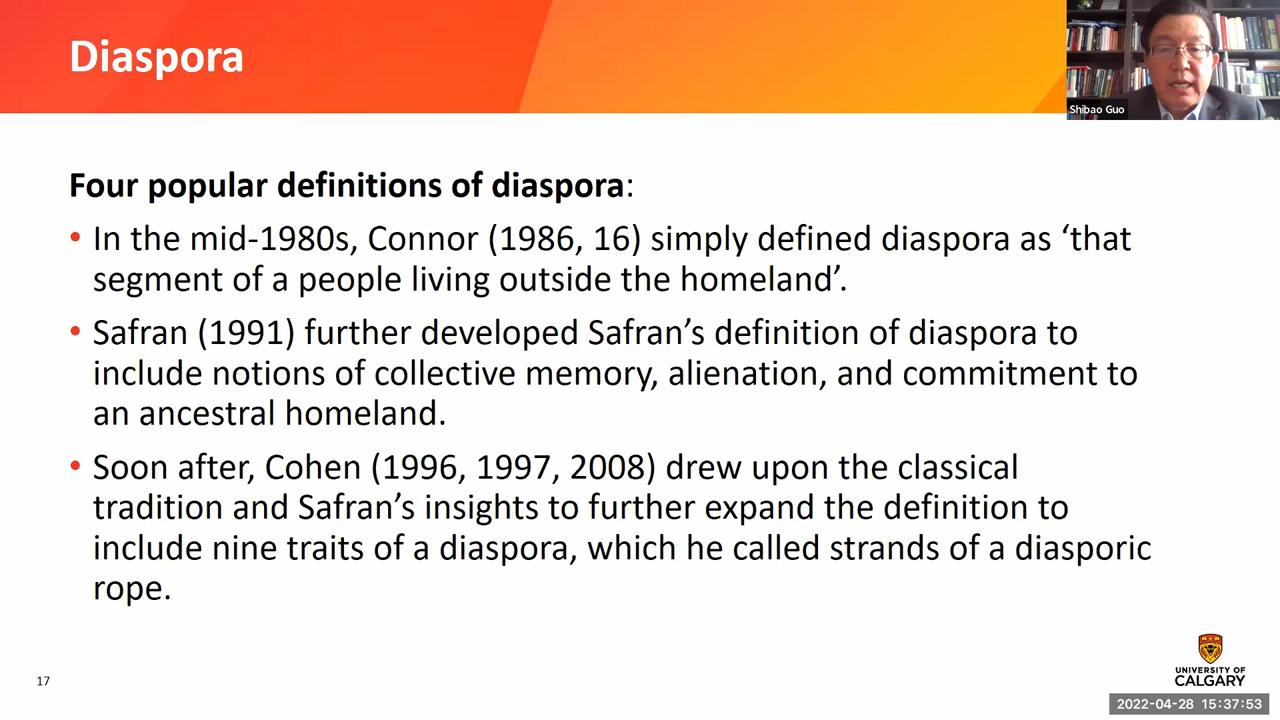 Diaspora
Shibao Guo
Four popular definitions of diaspora:
• In the mid-1980s, Connor (1986, 16) simply defined diaspora as ‘that
segment of a people living outside the homeland’.
• Safran (1991) further developed Safran’s definition of diaspora to
include notions of collective memory, alienation, and commitment to
an ancestral homeland.
• Soon after, Cohen (1996, 1997, 2008) drew upon the classical
tradition and Safran’s insights to further expand the definition to
include nine traits of a diaspora, which he called strands of a diasporic
rope.
17
UNIVERSITY OF
CALGARY
2022-04-28 15:37:53